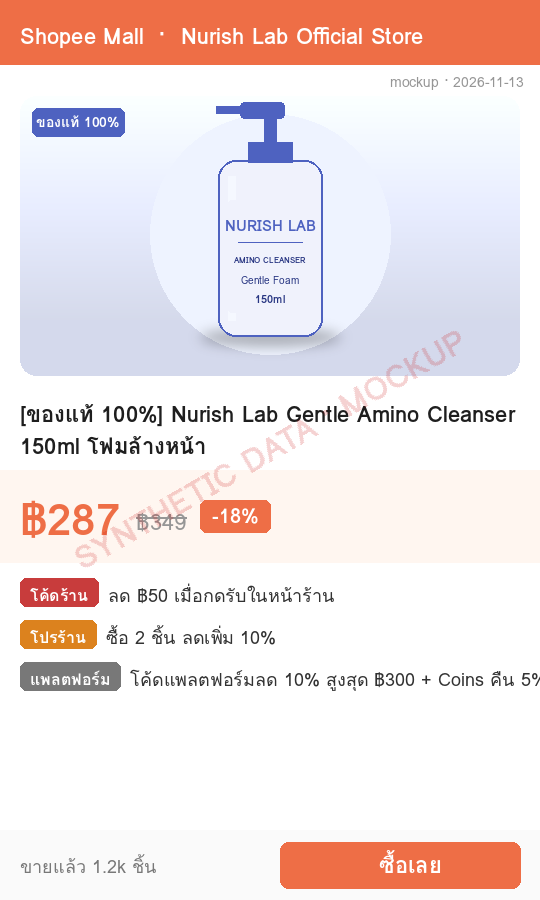 Shopee Mall · Nurish Lab Official Store
mockup · 2026-11-13
ของแท้ 100%
NURISH LAB
AMINO CLEANSER
Gentle Foam
150ml
SYNTHETIC DATA · MOCKUP
[ของแท้ 100%] Nurish Lab Gentle Amino Cleanser
150ml โฟมล้างหน้า
฿287 ฿349 -18%
โค้ดร้าน ลด ฿50 เมื่อกดรับในหน้าร้าน
โปรร้าน ซื้อ 2 ชิ้น ลดเพิ่ม 10%
แพลตฟอร์ม โค้ดแพลตฟอร์มลด 10% สูงสุด ฿300 + Coins คืน 5%
ขายแล้ว 1.2k ชิ้น
ซื้อเลย